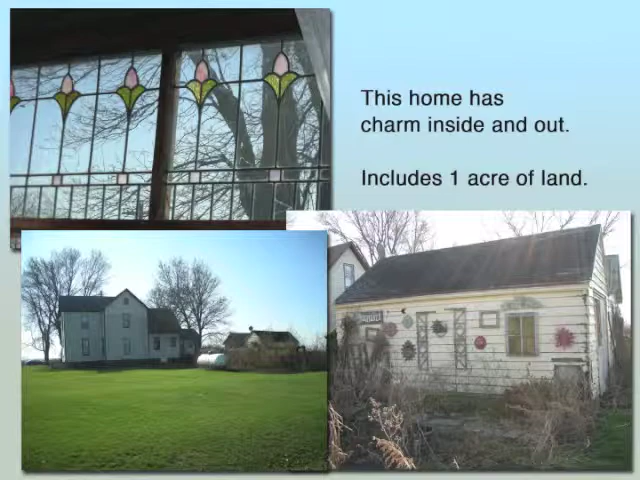 This home has
charm inside and out.
Includes 1 acre of land.